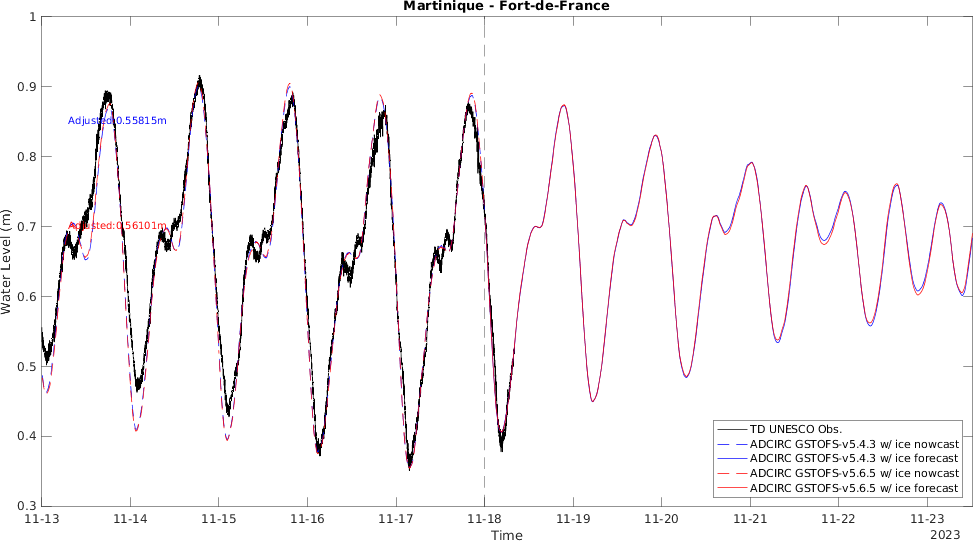 Martinique - Fort-de-France
Water Level (m)
1
0.9
0.8
0.7
0.6
0.5
0.4
0.3
Adjusted:0.55815m
Adjusted:0.56101m
TD UNESCO Obs.
ADCIRC GSTOFS-v5.4.3 w/ ice nowcast
ADCIRC GSTOFS-v5.4.3 w/ ice forecast
ADCIRC GSTOFS-v5.6.5 w/ ice nowcast
ADCIRC GSTOFS-v5.6.5 w/ ice forecast
11-13 11-14 11-15 11-16 11-17 11-18 11-19 11-20 11-21 11-22 11-23
Time
2023